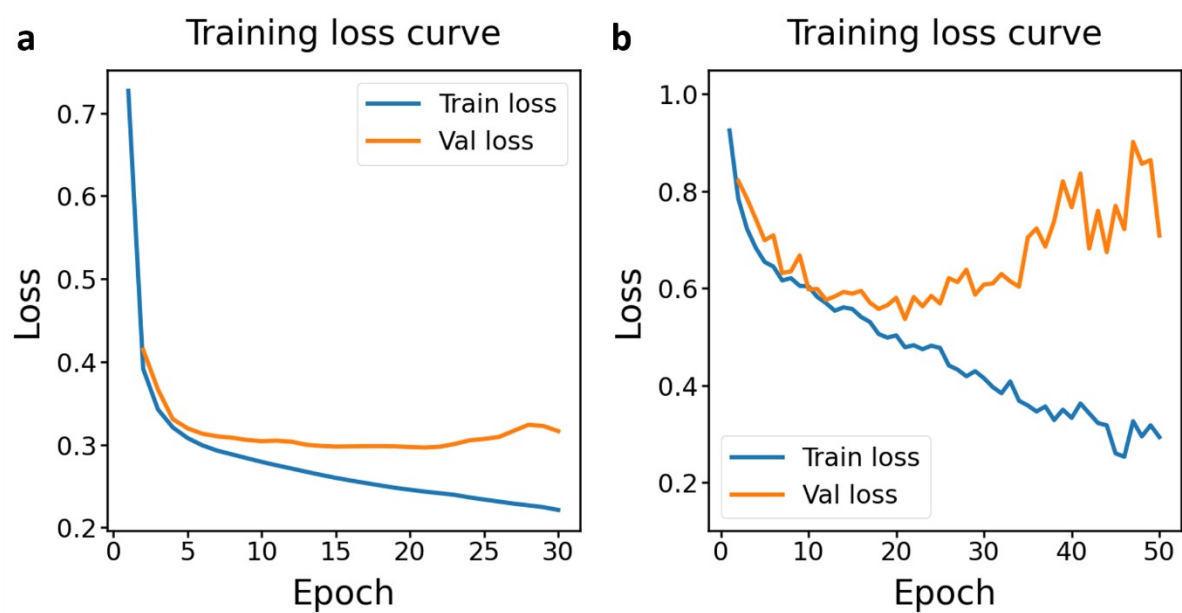 a
Training loss curve
Train loss
Val loss
0.7
0.6
0.5
0.4
0.3
0.2
Loss
0 5 10 15 20 25 30
Epoch
b
Training loss curve
1.0
0.8
0.6
0.4
0.2
Loss
Train loss
Val loss
0 10 20 30 40 50
Epoch